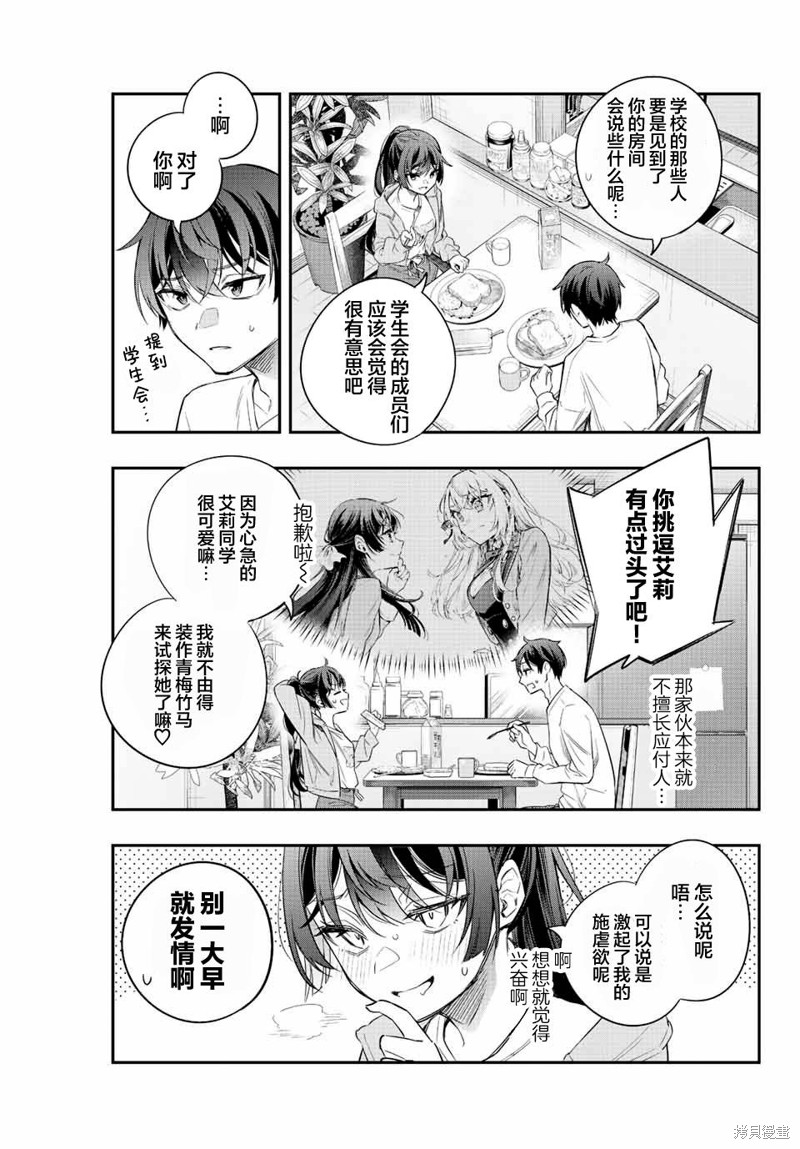 学校的那些人
要是见到了
你的房间
会说些什么呢…
学生会的成员们
应该会觉得
很有意思吧
…啊
对了
你啊
提到
学生会…
你挑逗艾莉
有点过头了吧！
那家伙本来就
不擅长应付人…
抱歉啦～
因为心急的
艾莉同学
很可爱嘛…
我就不由得
装作青梅竹马
来试探她了嘛♡
怎么说呢
唔…
可以说是
激起了我的
施虐欲呢
啊
想想就觉得
兴奋啊
别一大早
就发情啊
拷貝漫畫